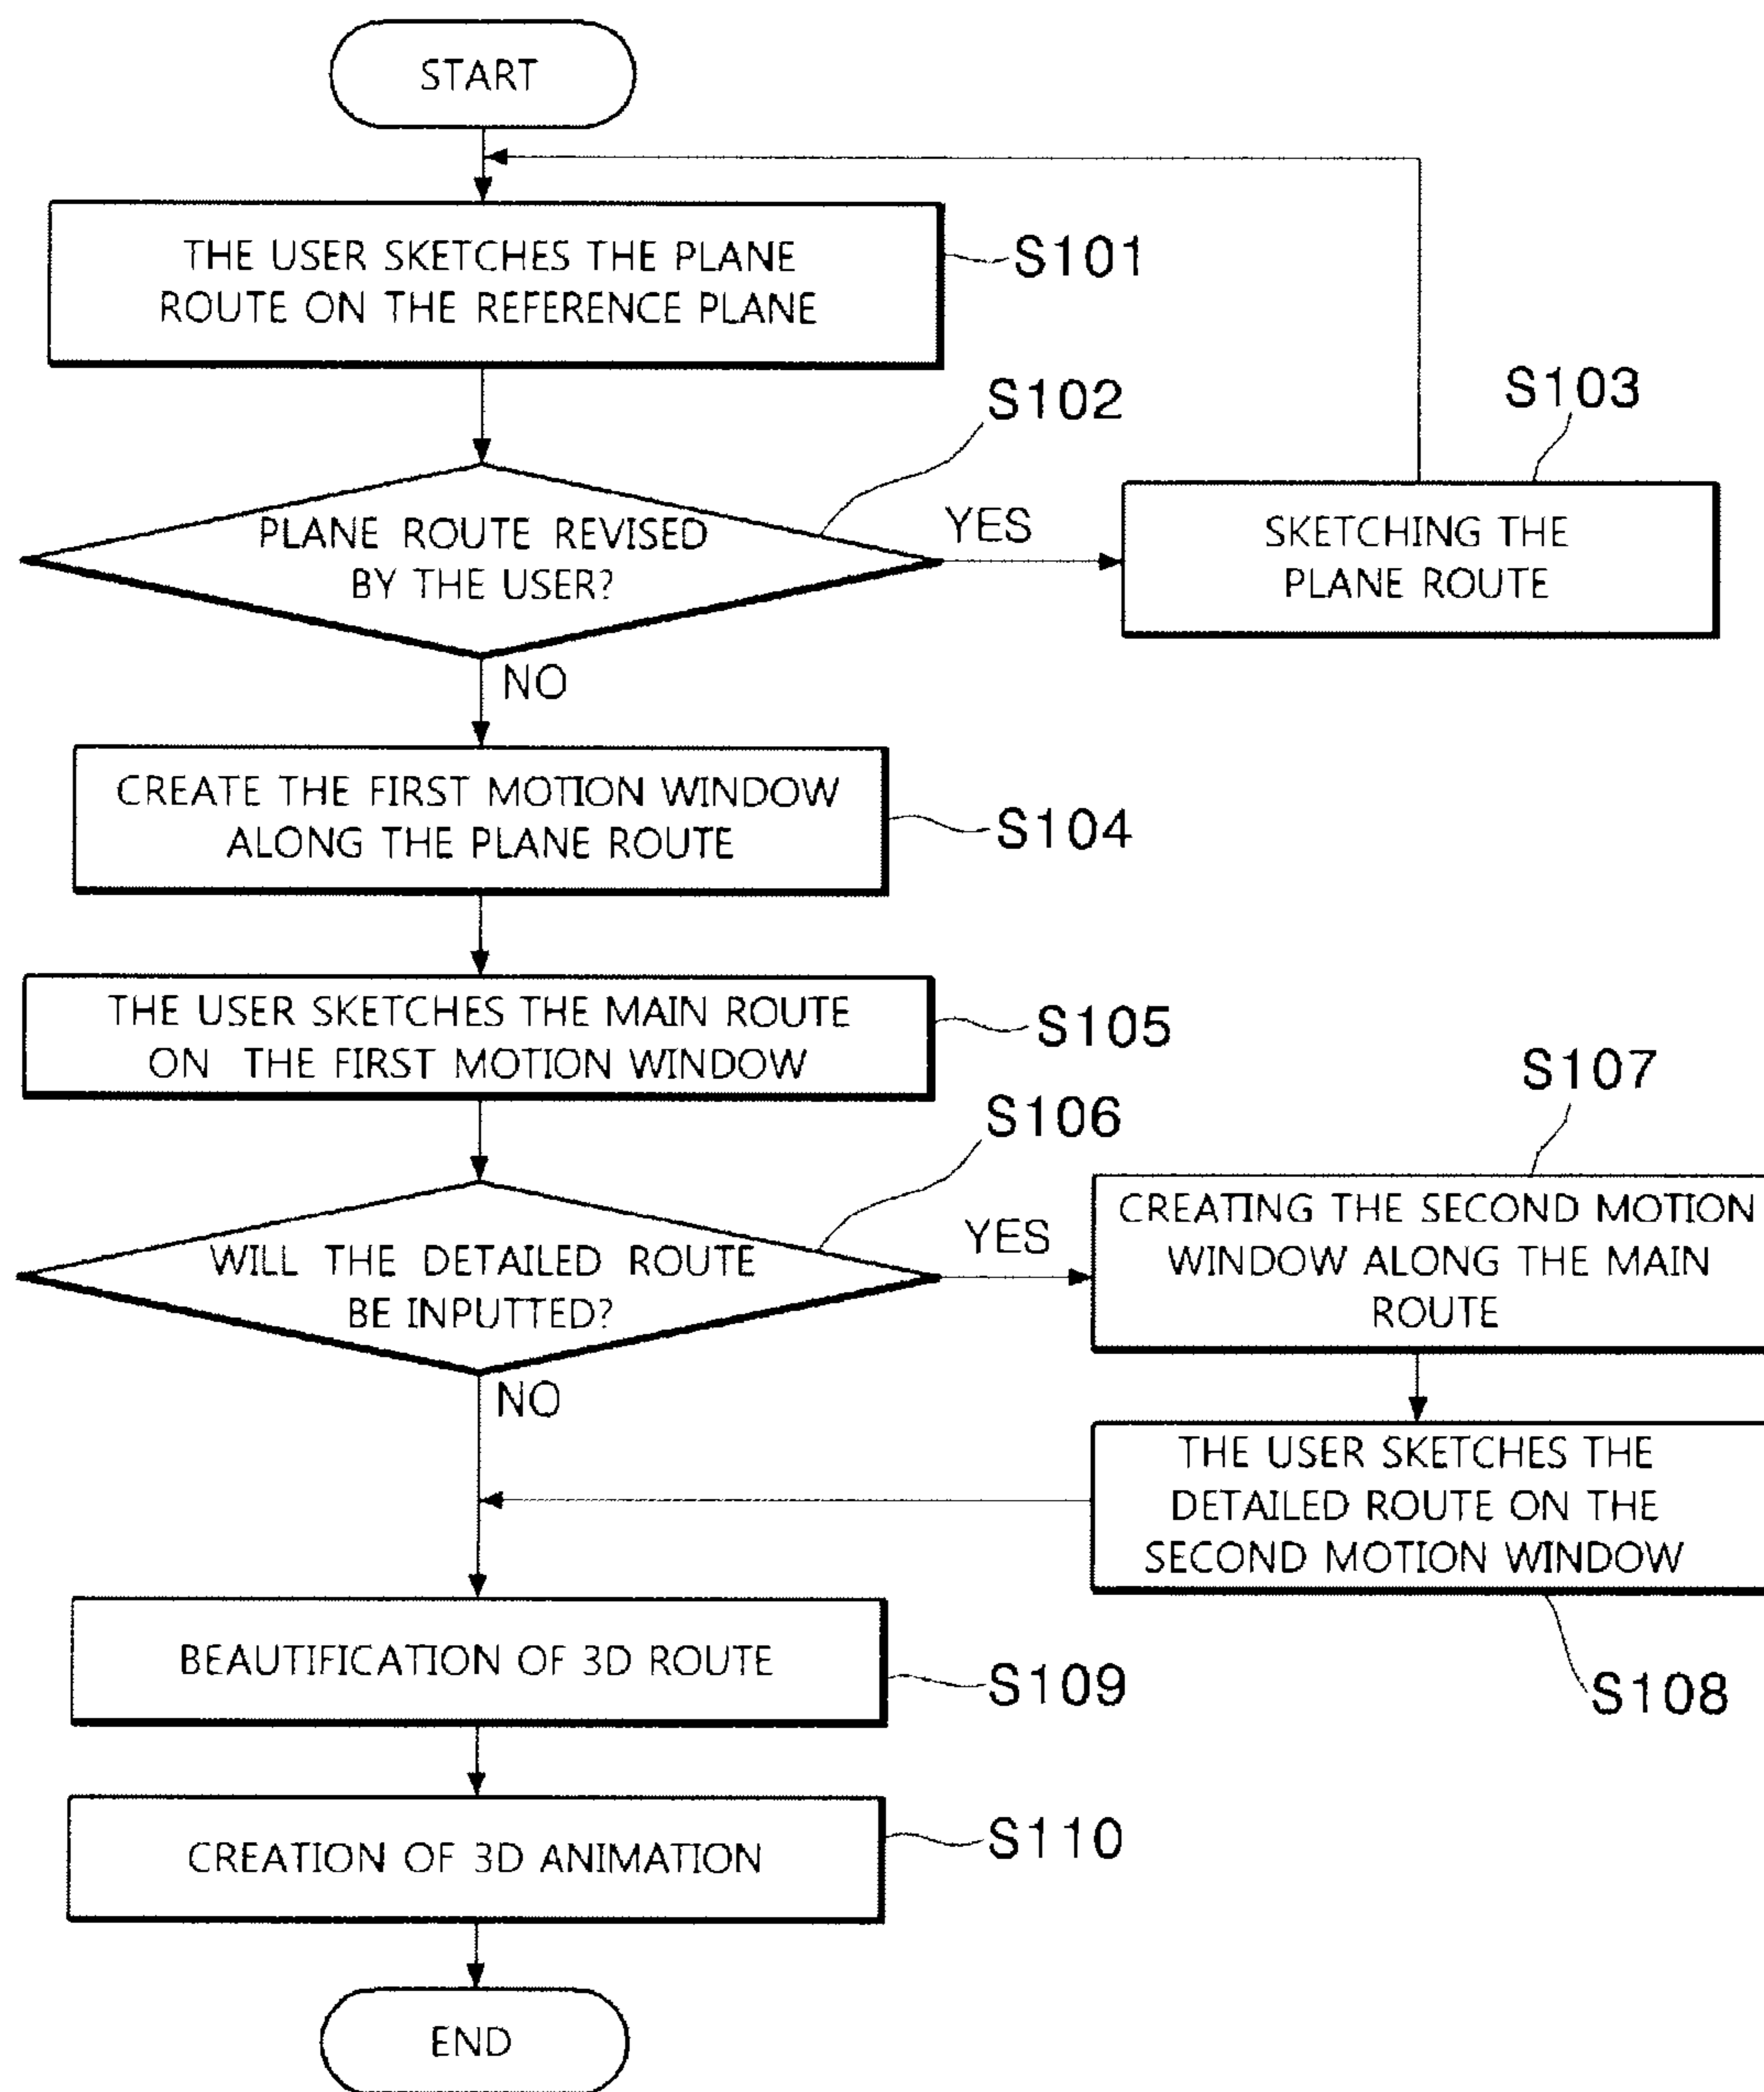 START
THE USER SKETCHES THE PLANE
ROUTE ON THE REFERENCE PLANE
S101
S102
PLANE ROUTE REVISED
BY THE USER?
YES
S103
SKETCHING THE
PLANE ROUTE
NO
CREATE THE FIRST MOTION WINDOW
ALONG THE PLANE ROUTE
S104
THE USER SKETCHES THE MAIN ROUTE
ON THE FIRST MOTION WINDOW
S105
S106
WILL THE DETAILED ROUTE
BE INPUTTED?
YES
S107
CREATING THE SECOND MOTION
WINDOW ALONG THE MAIN
ROUTE
NO
THE USER SKETCHES THE
DETAILED ROUTE ON THE
SECOND MOTION WINDOW
S108
BEAUTIFICATION OF 3D ROUTE
S109
CREATION OF 3D ANIMATION
S110
END